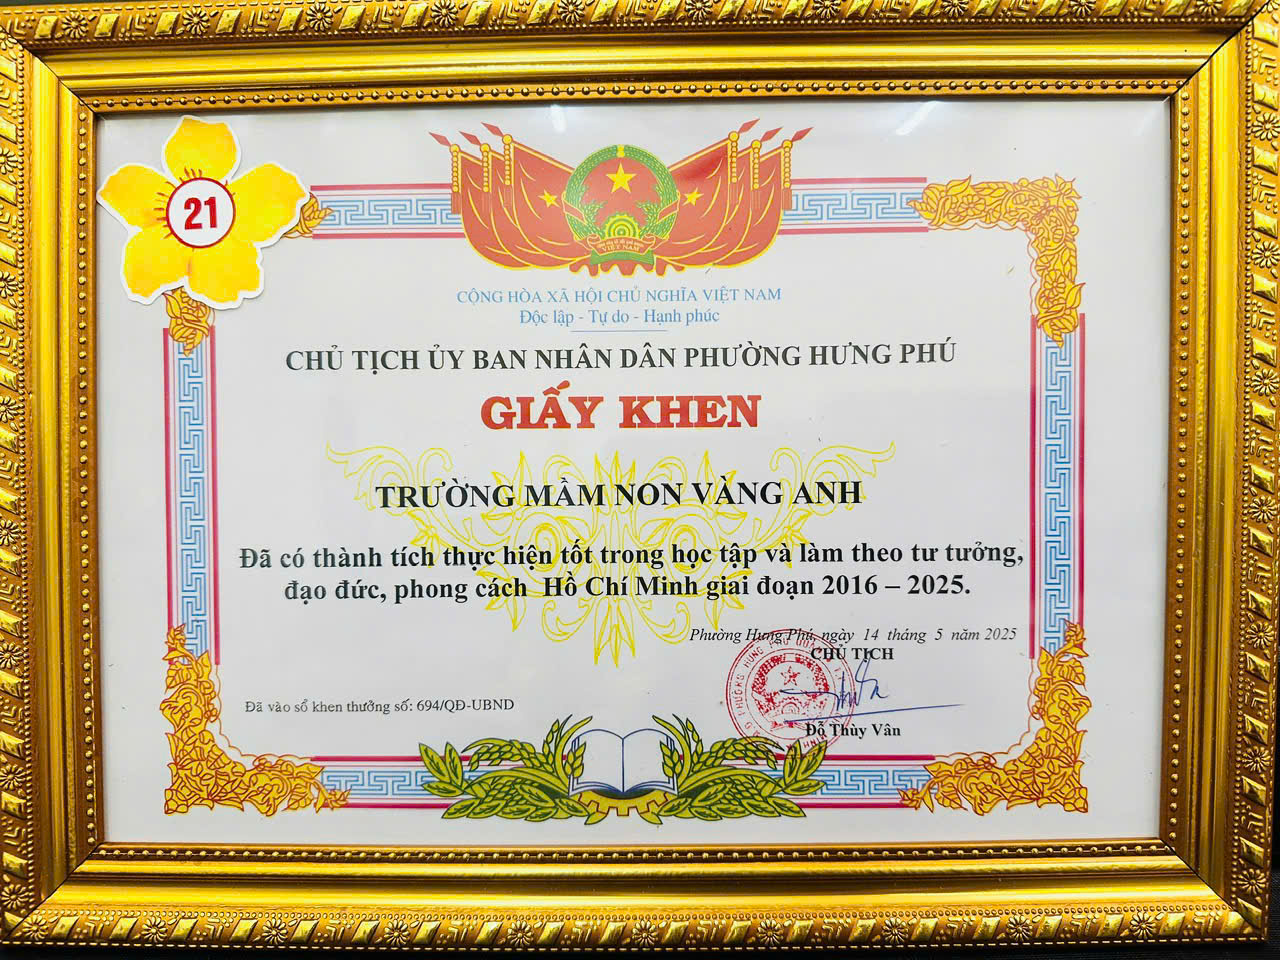 21
VIỆT NAM
CỘNG HÒA XÃ HỘI CHỦ NGHĨA VIỆT NAM
Độc lập - Tự do - Hạnh phúc
CHỦ TỊCH ỦY BAN NHÂN DÂN PHƯỜNG HƯNG PHÚ
GIẤY KHEN
TRƯỜNG MẦM NON VÀNG ANH
Đã có thành tích thực hiện tốt trong học tập và làm theo tư tưởng,
đạo đức, phong cách Hồ Chí Minh giai đoạn 2016 – 2025.
Phường Hưng Phú, ngày 14 tháng 5 năm 2025
CHỦ TỊCH
Đã vào sổ khen thưởng số: 694/QĐ-UBND
Đỗ Thùy Vân